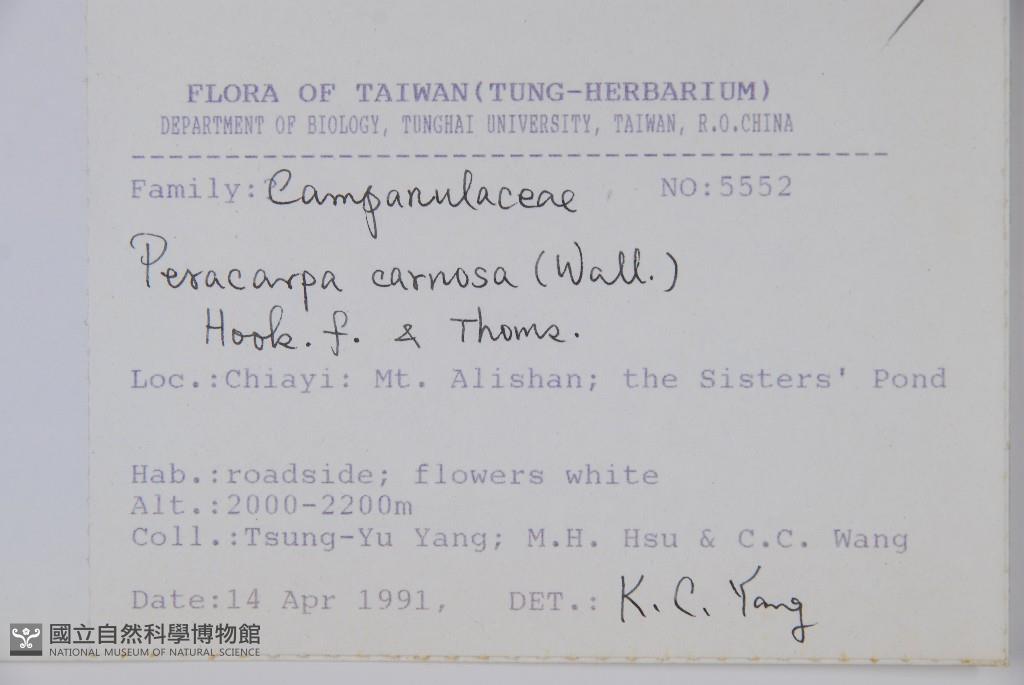 FLORA OF TAIWAN(TUNG-HERBARIUM)
DEPARTMENT OF BIOLOGY, TUNGHAI UNIVERSITY, TAIWAN, R.O.CHINA
Family: Campanulaceae NO:5552
Peracarpa carnosa (Wall.)
Hook. f. & Thoms.
Loc.:Chiayi: Mt. Alishan; the Sisters' Pond
Hab.:roadside; flowers white
Alt.:2000-2200m
Coll.:Tsung-Yu Yang; M.H. Hsu & C.C. Wang
Date:14 Apr 1991, DET.: K. C. Yang
國立自然科學博物館
NATIONAL MUSEUM OF NATURAL SCIENCE